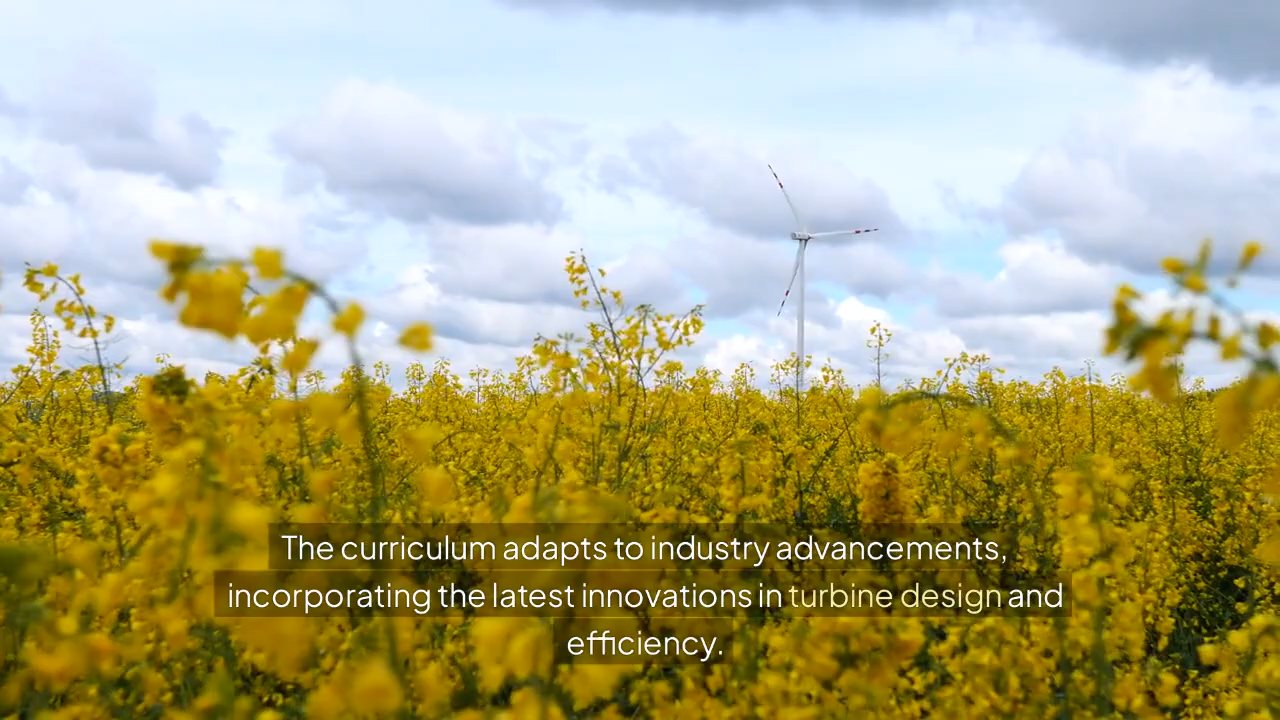 The curriculum adapts to industry advancements,
incorporating the latest innovations in turbine design and
efficiency.